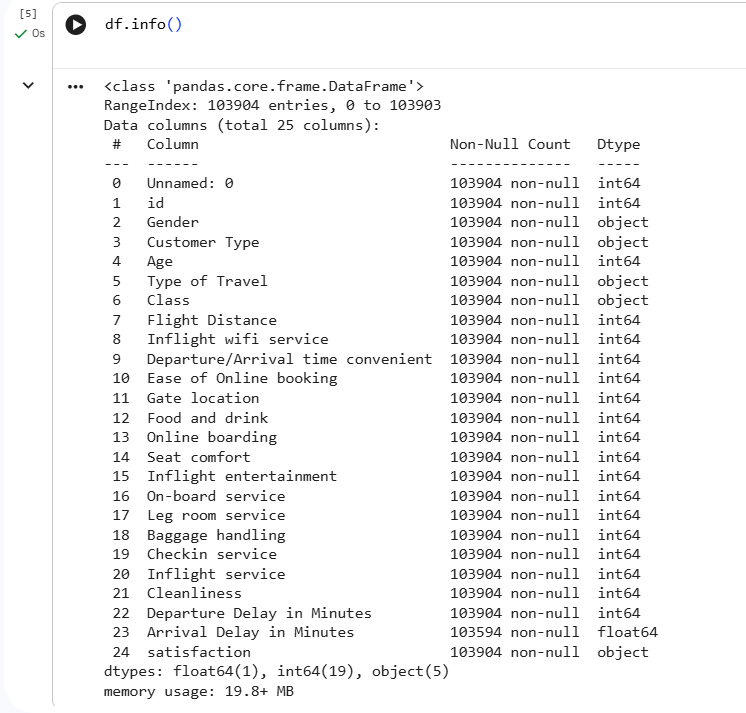 [5]
0s
df.info()
<class 'pandas.core.frame.DataFrame'>
RangeIndex: 103904 entries, 0 to 103903
Data columns (total 25 columns):
 #   Column                             Non-Null Count   Dtype
---  ------                             --------------   -----
 0   Unnamed: 0                         103904 non-null  int64
 1   id                                 103904 non-null  int64
 2   Gender                             103904 non-null  object
 3   Customer Type                      103904 non-null  object
 4   Age                                103904 non-null  int64
 5   Type of Travel                     103904 non-null  object
 6   Class                              103904 non-null  object
 7   Flight Distance                    103904 non-null  int64
 8   Inflight wifi service              103904 non-null  int64
 9   Departure/Arrival time convenient  103904 non-null  int64
 10  Ease of Online booking             103904 non-null  int64
 11  Gate location                      103904 non-null  int64
 12  Food and drink                     103904 non-null  int64
 13  Online boarding                    103904 non-null  int64
 14  Seat comfort                       103904 non-null  int64
 15  Inflight entertainment             103904 non-null  int64
 16  On-board service                   103904 non-null  int64
 17  Leg room service                   103904 non-null  int64
 18  Baggage handling                   103904 non-null  int64
 19  Checkin service                    103904 non-null  int64
 20  Inflight service                   103904 non-null  int64
 21  Cleanliness                        103904 non-null  int64
 22  Departure Delay in Minutes         103904 non-null  int64
 23  Arrival Delay in Minutes           103594 non-null  float64
 24  satisfaction                       103904 non-null  object
dtypes: float64(1), int64(19), object(5)
memory usage: 19.8+ MB